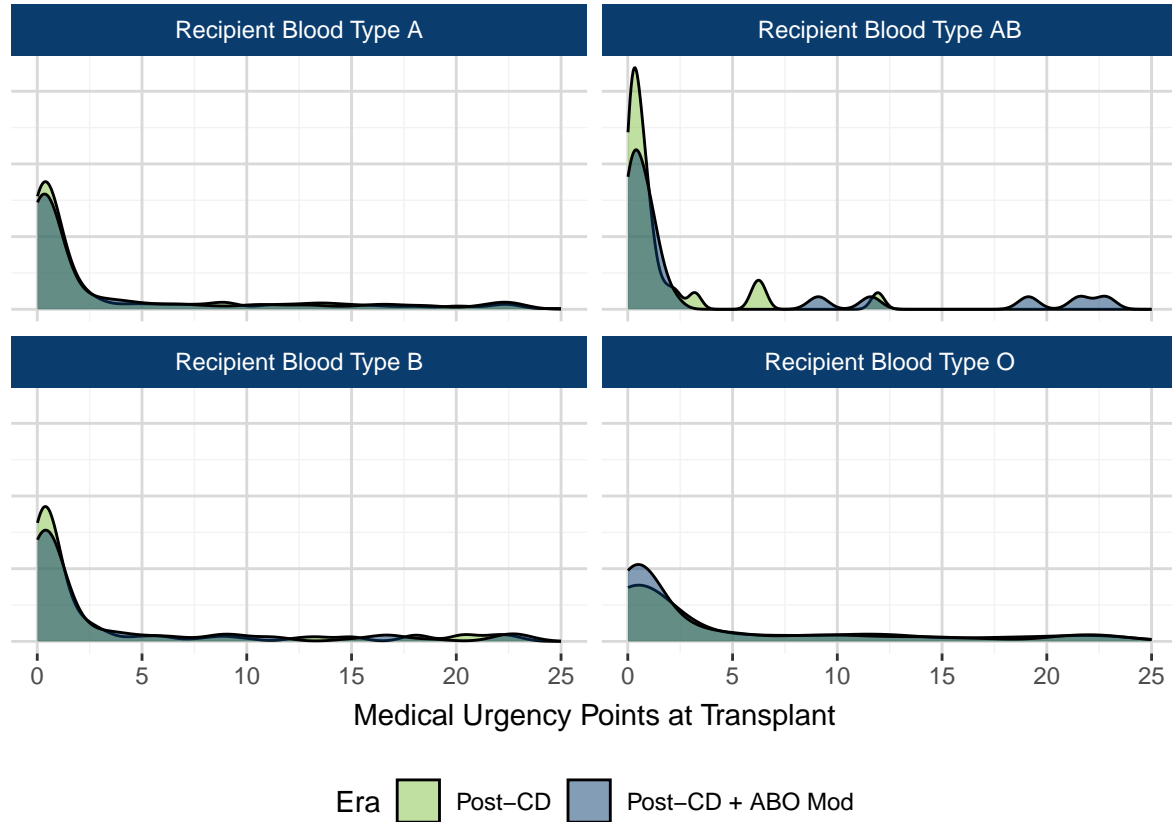 Recipient Blood Type A
Recipient Blood Type AB
Recipient Blood Type B
Recipient Blood Type O
0 5 10 15 20 25
0 5 10 15 20 25
Medical Urgency Points at Transplant
Era Post−CD Post−CD + ABO Mod